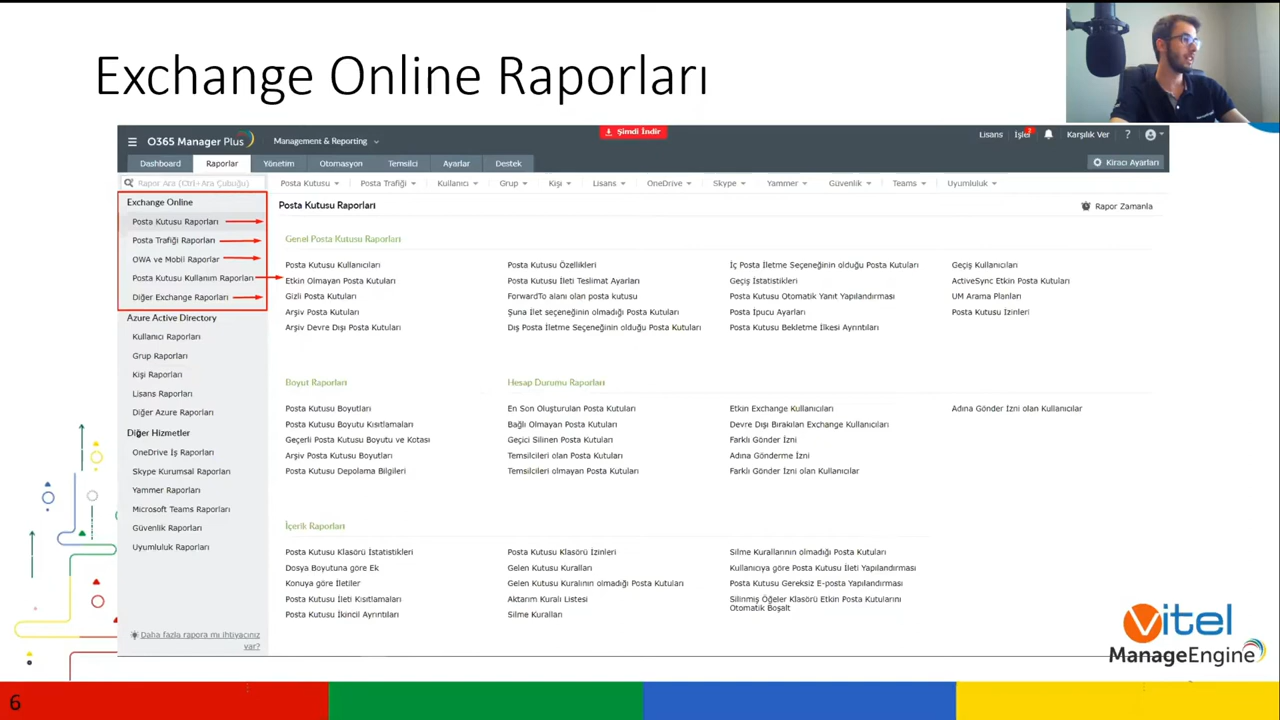 Exchange Online Raporları
O365 Manager Plus
Management & Reporting
Şimdi İndir
Lisans
İşler
Karşılık Ver
?
Dashboard
Raporlar
Yönetim
Otomasyon
Temsilci
Ayarlar
Destek
Kiracı Ayarları
Rapor Ara (Ctrl+Ara Çubuğu)
Posta Kutusu
Posta Trafiği
Kullanıcı
Grup
Kişi
Lisans
OneDrive
Skype
Yammer
Güvenlik
Teams
Uyumluluk
Exchange Online
Posta Kutusu Raporları
Posta Trafiği Raporları
OWA ve Mobil Raporlar
Posta Kutusu Kullanım Raporları
Diğer Exchange Raporları
Azure Active Directory
Kullanıcı Raporları
Grup Raporları
Kişi Raporları
Lisans Raporları
Diğer Azure Raporları
Diğer Hizmetler
OneDrive İş Raporları
Skype Kurumsal Raporları
Yammer Raporları
Microsoft Teams Raporları
Güvenlik Raporları
Uyumluluk Raporları
Daha fazla rapora mı ihtiyacınız
var?
Posta Kutusu Raporları
Rapor Zamanla
Genel Posta Kutusu Raporları
Posta Kutusu Kullanıcıları
Etkin Olmayan Posta Kutuları
Gizli Posta Kutuları
Arşiv Posta Kutuları
Arşiv Devre Dışı Posta Kutuları
Posta Kutusu Özellikleri
Posta Kutusu İleti Teslimat Ayarları
ForwardTo alanı olan posta kutusu
Şuna İlet seçeneğinin olmadığı Posta Kutuları
Dış Posta İletme Seçeneğinin olduğu Posta Kutuları
İç Posta İletme Seçeneğinin olduğu Posta Kutuları
Geçiş İstatistikleri
Posta Kutusu Otomatik Yanıt Yapılandırması
Posta İpucu Ayarları
Posta Kutusu Bekletme İlkesi Ayrıntıları
Geçiş Kullanıcıları
ActiveSync Etkin Posta Kutuları
UM Arama Planları
Posta Kutusu İzinleri
Boyut Raporları
Posta Kutusu Boyutları
Posta Kutusu Boyutu Kısıtlamaları
Geçerli Posta Kutusu Boyutu ve Kotası
Arşiv Posta Kutusu Boyutları
Posta Kutusu Depolama Bilgileri
Hesap Durumu Raporları
En Son Oluşturulan Posta Kutuları
Bağlı Olmayan Posta Kutuları
Geçici Silinen Posta Kutuları
Temsilcileri olan Posta Kutuları
Temsilcileri olmayan Posta Kutuları
Etkin Exchange Kullanıcıları
Devre Dışı Bırakılan Exchange Kullanıcıları
Farklı Gönder İzni
Adına Gönderme İzni
Farklı Gönder İzni olan Kullanıcılar
Adına Gönder İzni olan Kullanıcılar
İçerik Raporları
Posta Kutusu Klasörü İstatistikleri
Dosya Boyutuna göre Ek
Konuya göre İletiler
Posta Kutusu İleti Kısıtlamaları
Posta Kutusu İkincil Ayrıntıları
Posta Kutusu Klasörü İzinleri
Gelen Kutusu Kuralları
Gelen Kutusu Kuralının olmadığı Posta Kutuları
Aktarım Kuralı Listesi
Silme Kuralları
Silme Kurallarının olmadığı Posta Kutuları
Kullanıcıya göre Posta Kutusu İleti Yapılandırması
Posta Kutusu Gereksiz E-posta Yapılandırması
Silinmiş Öğeler Klasörü Etkin Posta Kutularını
Otomatik Boşalt
vitel
ManageEngine
6